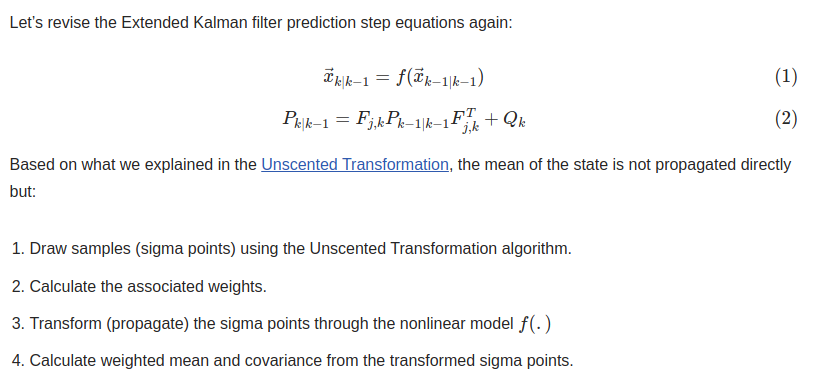 Let's revise the Extended Kalman filter prediction step equations again:
$\vec{x}_{k|k-1} = f(\vec{x}_{k-1|k-1})$ (1)
$P_{k|k-1} = F_{j,k} P_{k-1|k-1} F_{j,k}^T + Q_k$ (2)
Based on what we explained in the Unscented Transformation, the mean of the state is not propagated directly
but:
1. Draw samples (sigma points) using the Unscented Transformation algorithm.
2. Calculate the associated weights.
3. Transform (propagate) the sigma points through the nonlinear model $f(.)$
4. Calculate weighted mean and covariance from the transformed sigma points.